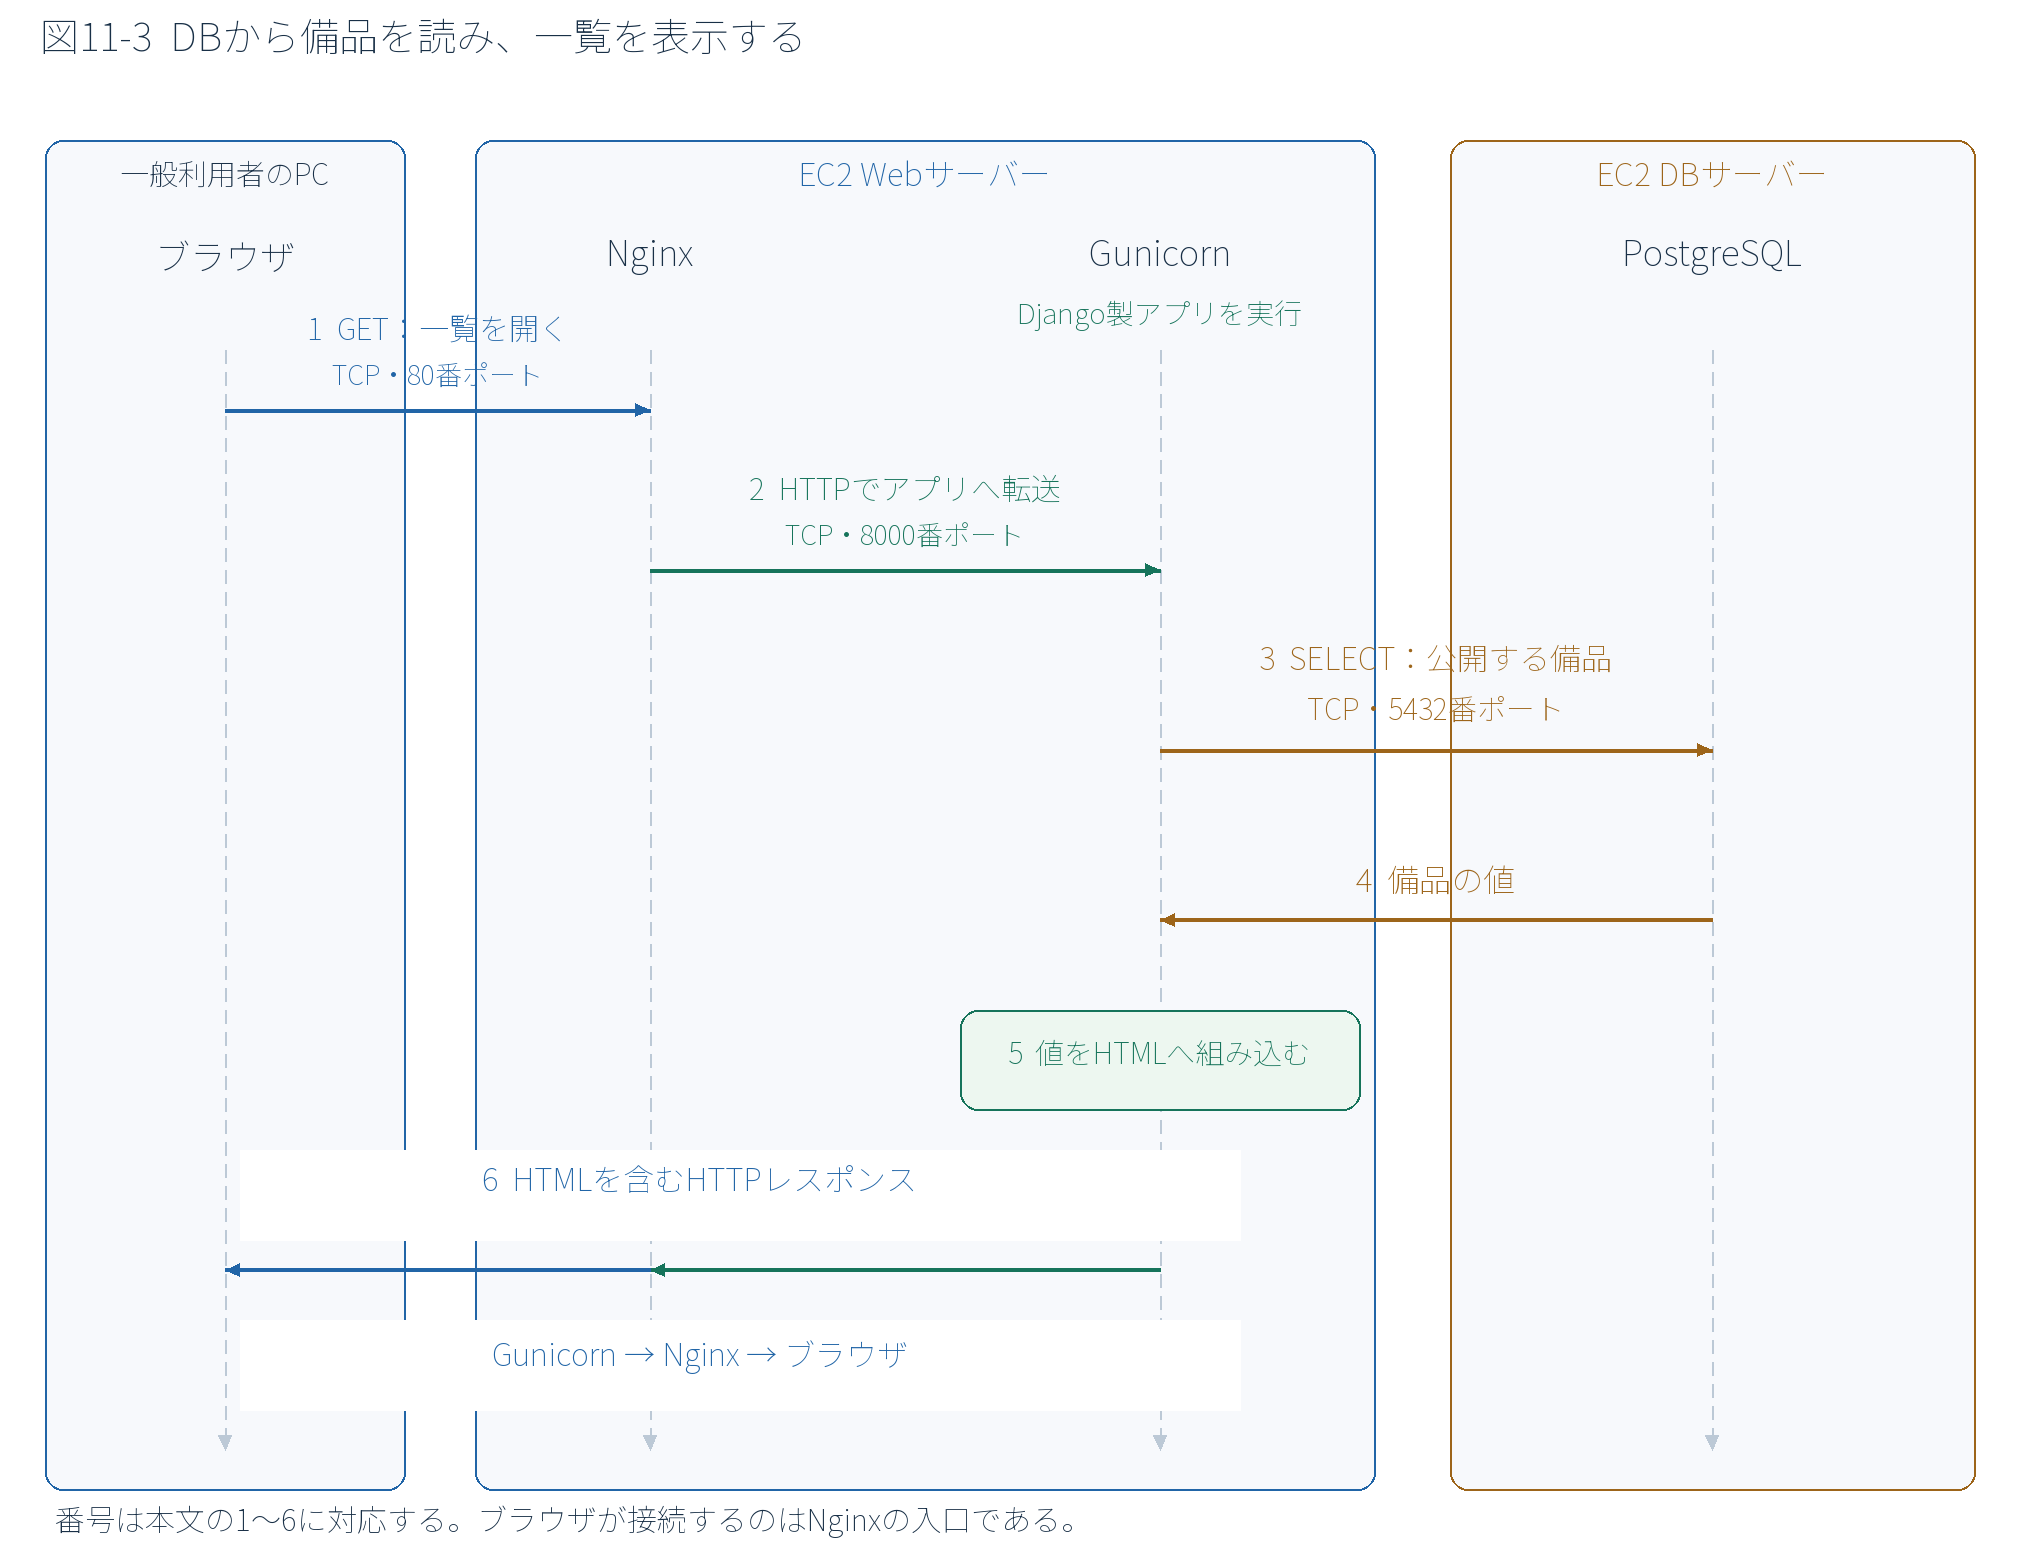 図11-3 DBから備品を読み、一覧を表示する
一般利用者のPC
EC2 Webサーバー
EC2 DBサーバー
ブラウザ
Nginx
Gunicorn
PostgreSQL
Django製アプリを実行
1 GET：一覧を開く
TCP・80番ポート
2 HTTPでアプリへ転送
TCP・8000番ポート
3 SELECT：公開する備品
TCP・5432番ポート
4 備品の値
5 値をHTMLへ組み込む
6 HTMLを含むHTTPレスポンス
Gunicorn → Nginx → ブラウザ
番号は本文の1～6に対応する。ブラウザが接続するのはNginxの入口である。